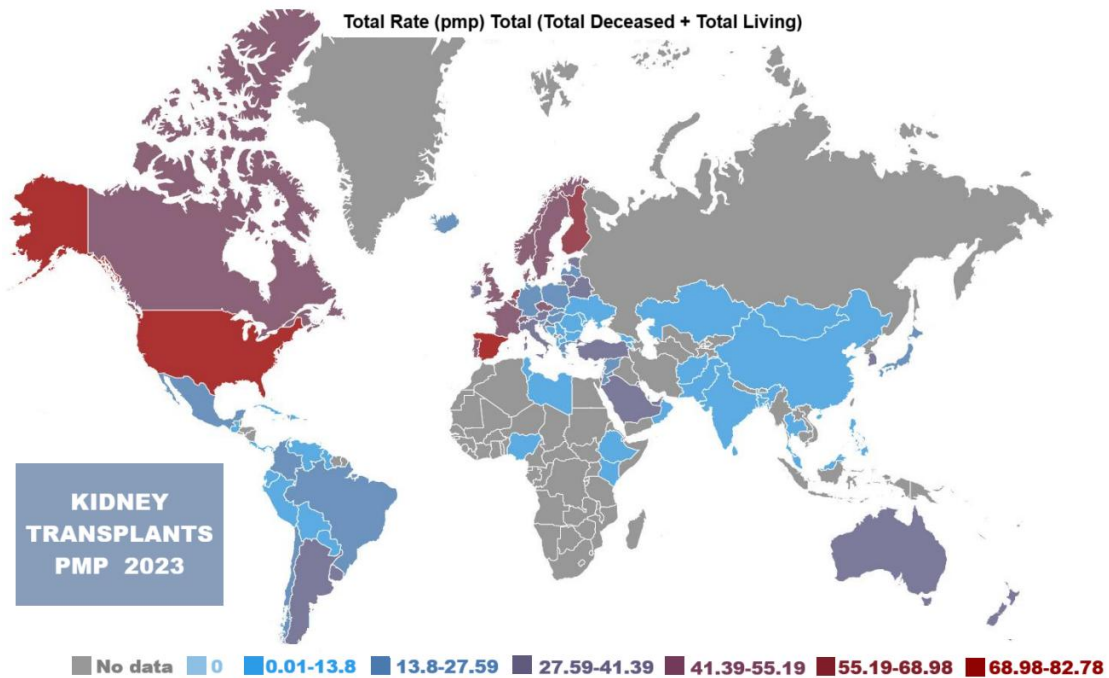 Total Rate (pmp) Total (Total Deceased + Total Living)
KIDNEY
TRANSPLANTS
PMP 2023
No data 0 0.01-13.8 13.8-27.59 27.59-41.39 41.39-55.19 55.19-68.98 68.98-82.78